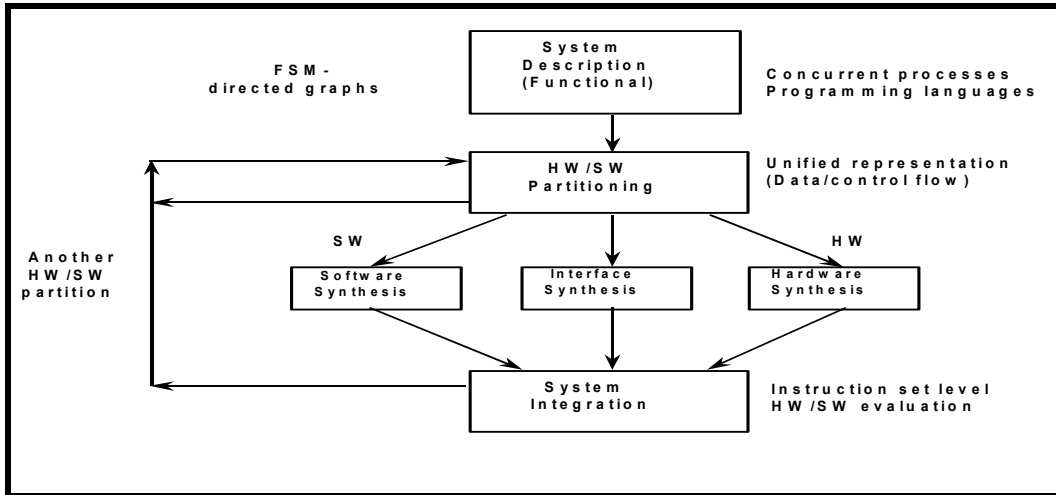 System
Description
(Functional)
FSM-
directed graphs
Concurrent processes
Programming languages
HW/SW
Partitioning
Unified representation
(Data/control flow)
SW
HW
Another
HW/SW
partition
Software
Synthesis
Interface
Synthesis
Hardware
Synthesis
System
Integration
Instruction set level
HW/SW evaluation